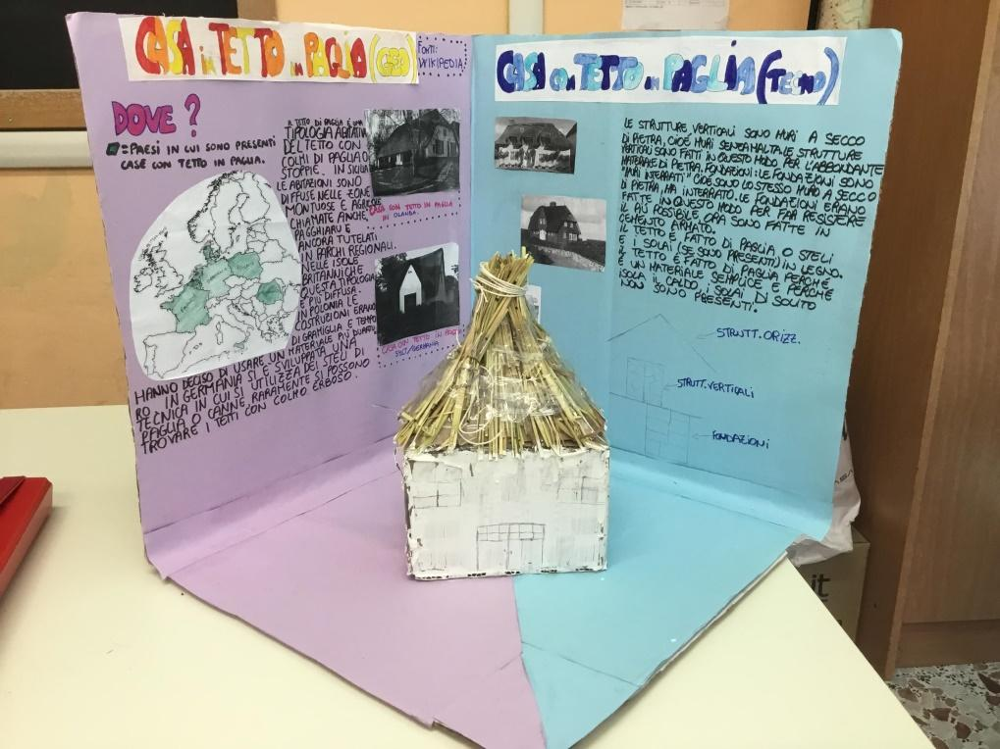 CASA in TETTO in PAGLIA (GEO)
FONTI:
WIKIPEDIA
DOVE?
= PAESI IN CUI SONO PRESENTI
CASE CON TETTO IN PAGLIA.
IL TETTO DI PAGLIA È UNA
TIPOLOGIA ABITATIVA
DEL TETTO CON
COLMI DI PAGLIA O
STOPPIE. IN SICILIA
LE ABITAZIONI SONO
DIFFUSE NELLE ZONE
MONTUOSE E AGRICOLE
CHIAMATE ANCHE
PAGGHIARU E
ANCORA TUTELATI
IN PARCHI REGIONALI.
NELLE ISOLE
BRITANNICHE
QUESTA TIPOLOGIA
È PIÙ DIFFUSA.
IN POLONIA LE
COSTRUZIONI ERANO
DI GRAMIGLIA E TEMPO
HANNO DECISO DI USARE UN MATERIALE PIÙ DURATU
RO. IN GERMANIA SI È SVILUPPATA UNA
TECNICA IN CUI SI UTILIZZA DEI STELI DI
PAGLIA O CANNE, RARAMENTE SI POSSONO
TROVARE I TETTI CON COLMO ERBOSO.
CASA CON TETTO IN PAGLIA
IN OLANDA.
CASA CON TETTO IN PAGLIA
SYLT/GERMANIA
CASA CON TETTO IN PAGLIA (TECNO)
LE STRUTTURE VERTICALI SONO MURI A SECCO
DI PIETRA, CIOÈ MURI SENZA MALTA. LE STRUTTURE
VERTICALI SONO FATTI IN QUESTO MODO PER L'ABBONDANTE
MATERIALE DI PIETRA. FONDAZIONI: LE FONDAZIONI SONO
"MURI INTERRATI" CIOÈ SONO LO STESSO MURO A SECCO
DI PIETRA, MA INTERRATO. LE FONDAZIONI ERANO
FATTE IN QUESTO MODO PER FAR RESISTERE
IL PIÙ POSSIBILE ORA SONO FATTE IN
CEMENTO ARMATO.
IL TETTO È FATTO DI PAGLIA O STELI
E I SOLAI (SE SONO PRESENTI) IN LEGNO.
IL TETTO È FATTO DI PAGLIA PERCHÉ
È UN MATERIALE SEMPLICE E PERCHÉ
ISOLA IL CALDO. I SOLAI DI SOLITO
NON SONO PRESENTI.
STRUTT. ORIZZ.
STRUTT. VERTICALI
FONDAZIONI